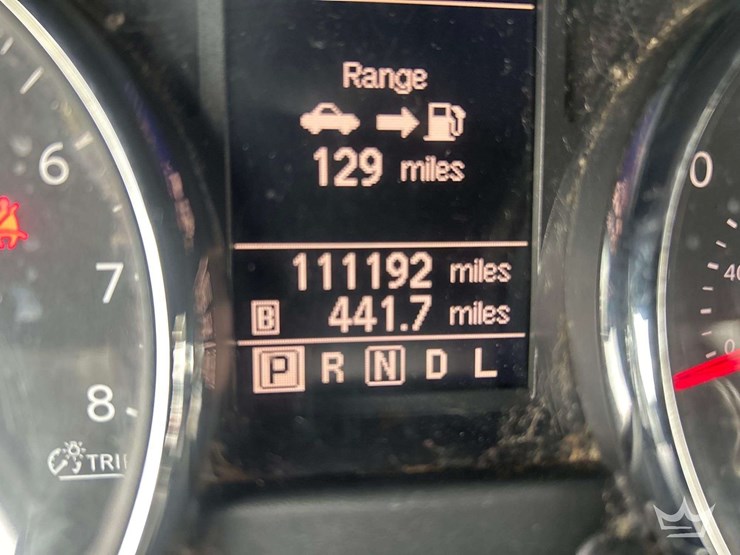 Range
129 miles
111192 miles
B 441.7 miles
P R N D L
6
7
8
TRI
0
40
0